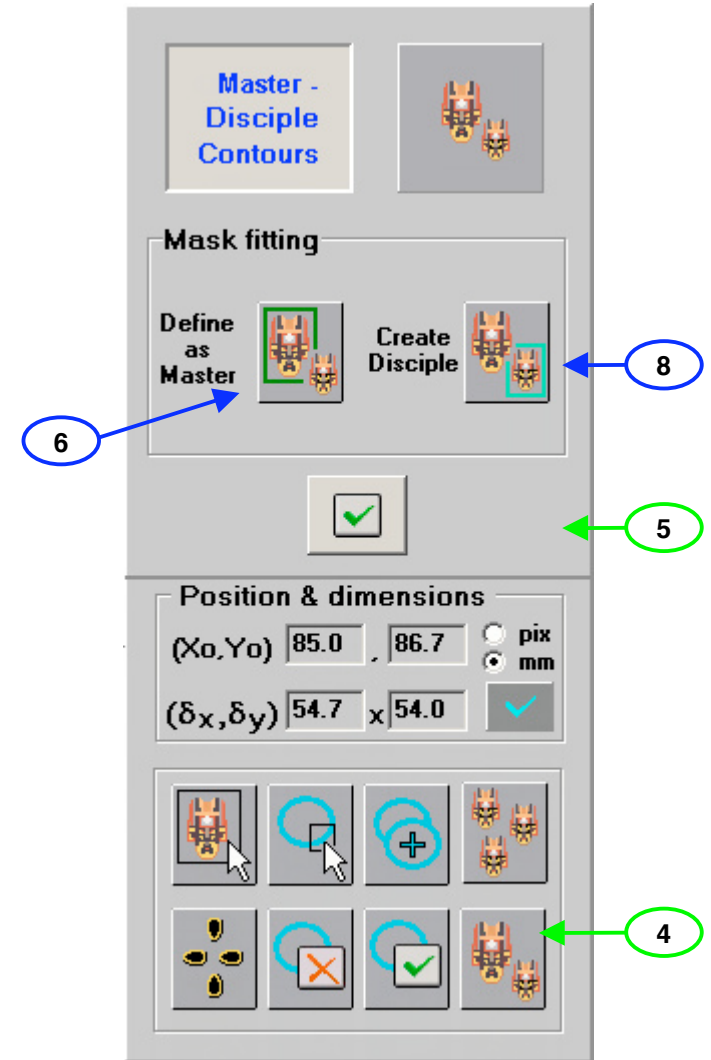 Master -
Disciple
Contours
Mask fitting
Define
as
Master
Create
Disciple
8
6
5
Position & dimensions
(Xo,Yo) 85.0 , 86.7
pix
mm
(δx,δy) 54.7 x 54.0
4